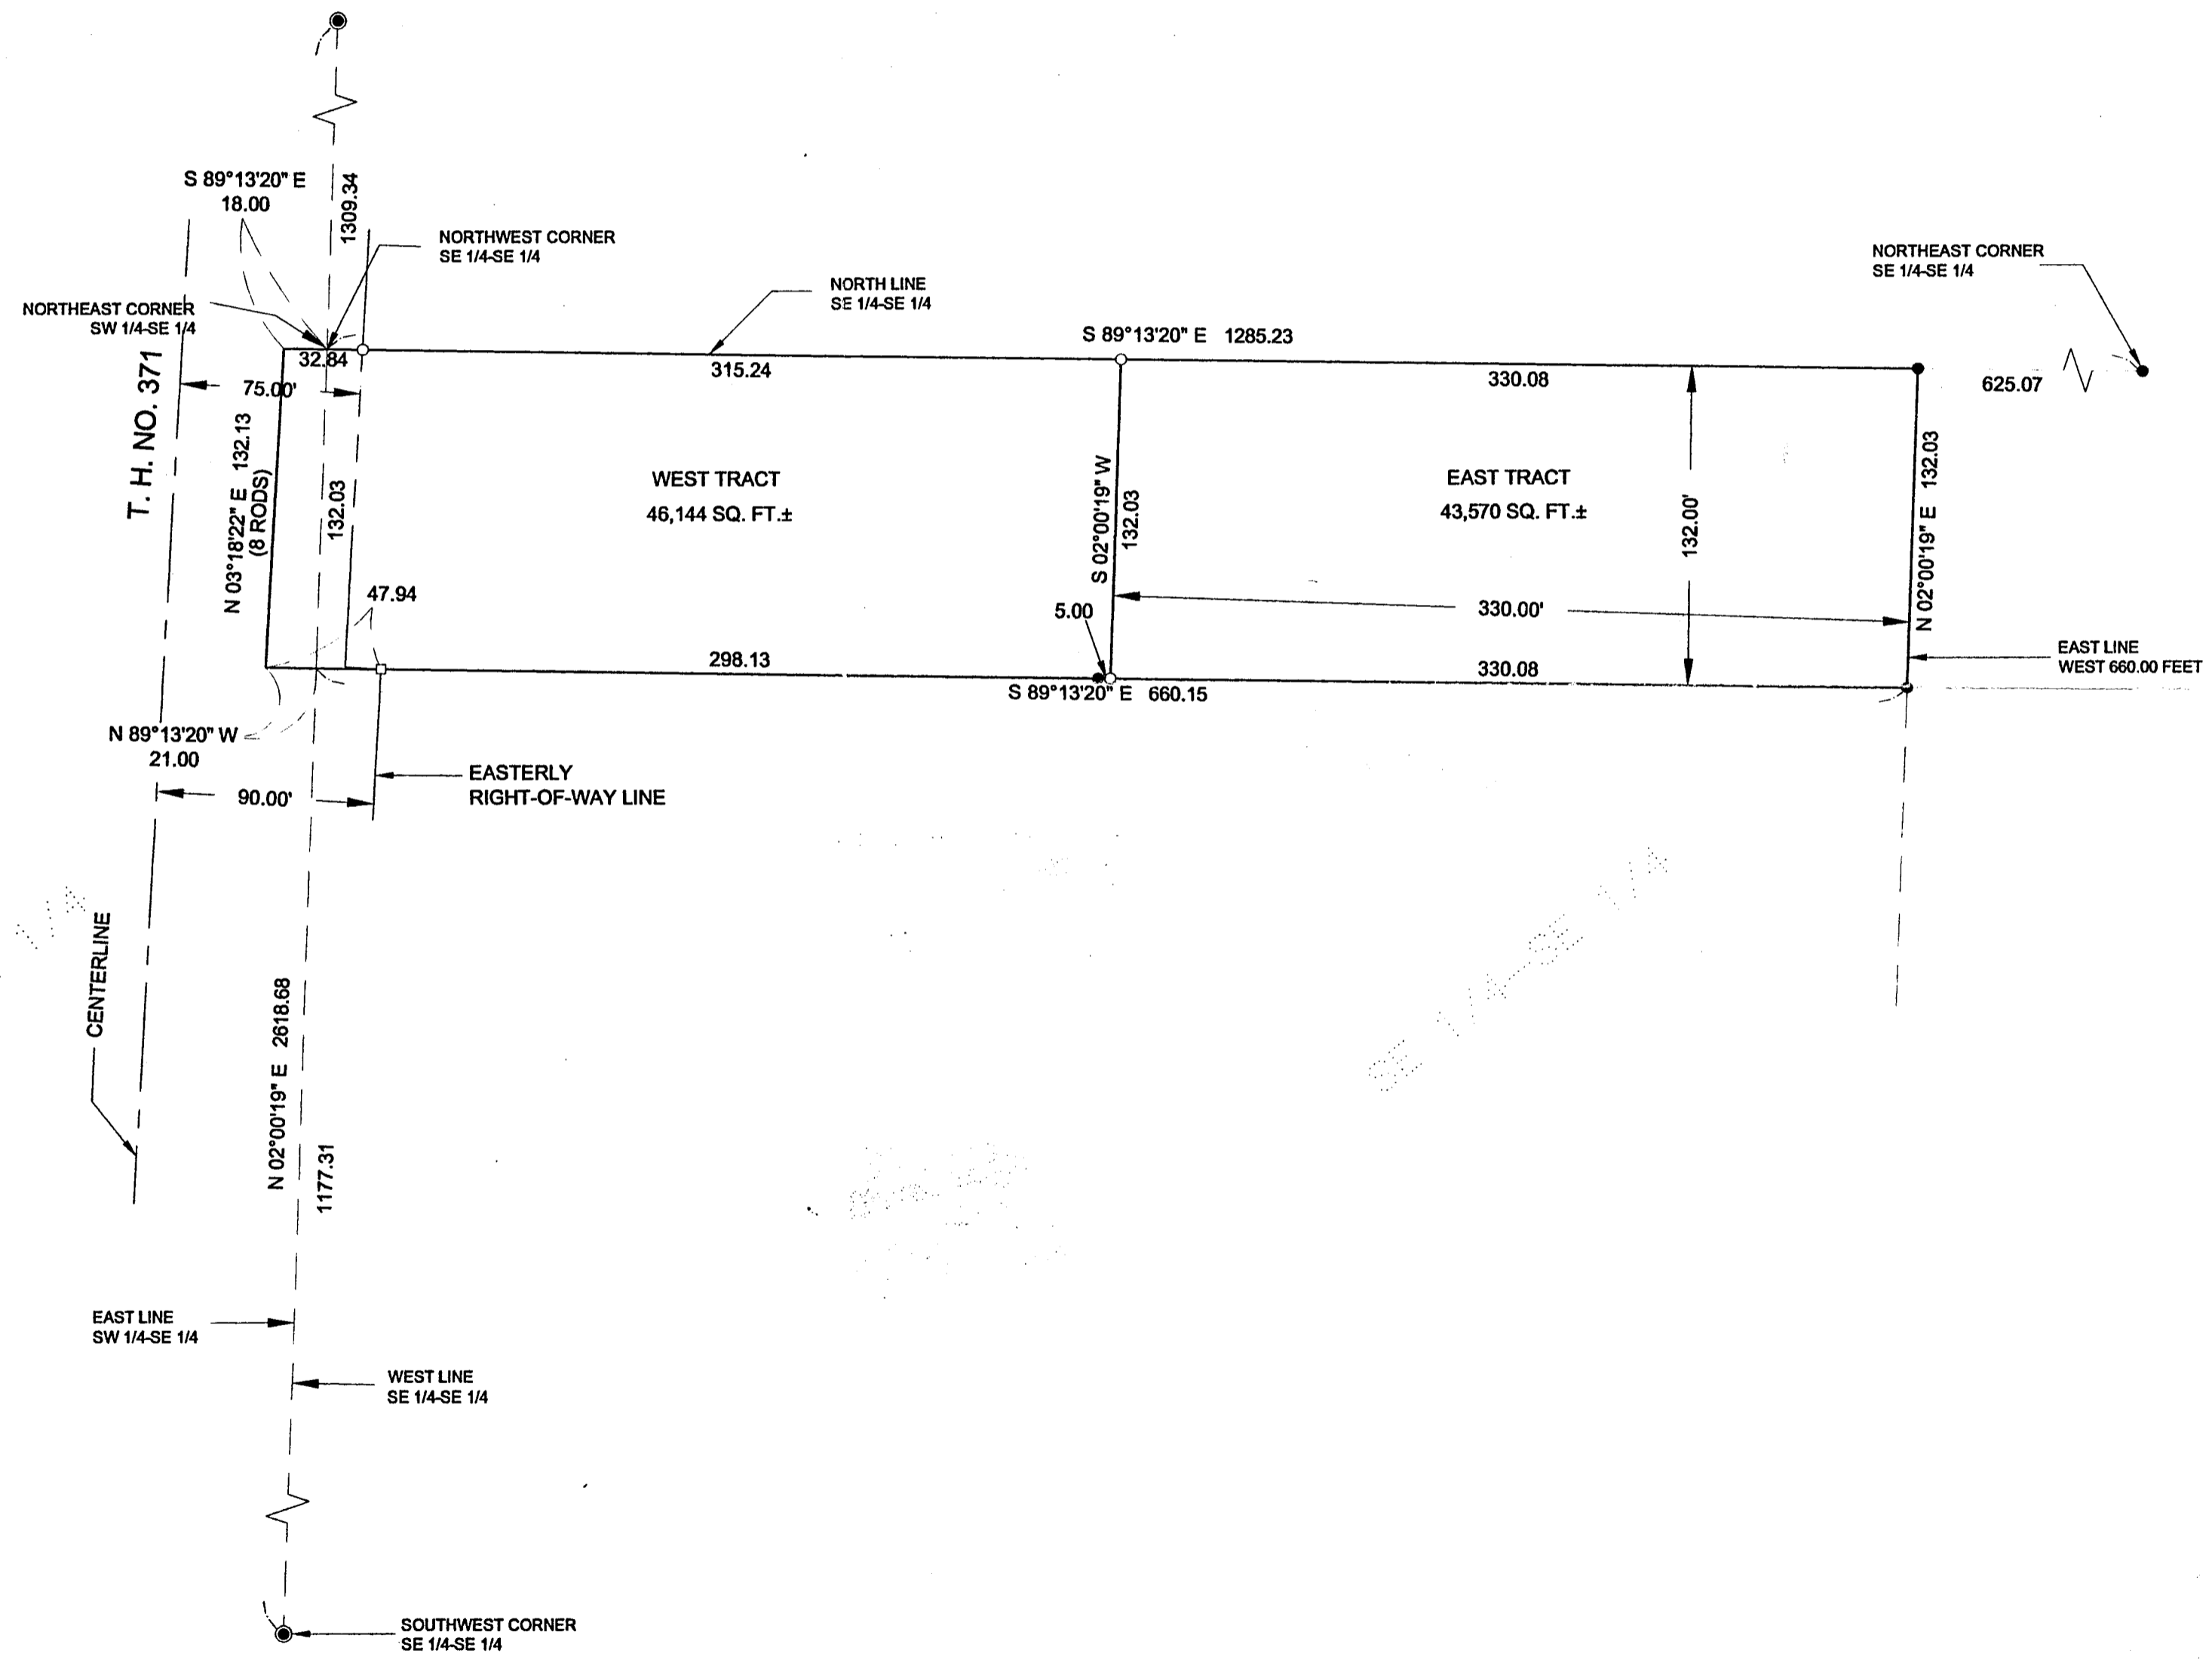 S 89°13'20" E
18.00
1309.34
NORTHWEST CORNER
SE 1/4-SE 1/4
NORTHEAST CORNER
SE 1/4-SE 1/4
NORTH LINE
SE 1/4-SE 1/4
NORTHEAST CORNER
SW 1/4-SE 1/4
S 89°13'20" E 1285.23
32.84
315.24
330.08
625.07
75.00'
T. H. NO. 371
N 03°18'22" E 132.13
(8 RODS)
132.03
WEST TRACT
46,144 SQ. FT.±
S 02°00'19" W
132.03
EAST TRACT
43,570 SQ. FT.±
132.00'
N 02°00'19" E 132.03
47.94
5.00
330.00'
298.13
330.08
EAST LINE
WEST 660.00 FEET
S 89°13'20" E 660.15
N 89°13'20" W
21.00
90.00'
EASTERLY
RIGHT-OF-WAY LINE
1/4
SE 1/4-SE 1/4
CENTERLINE
N 02°00'19" E 2618.68
1177.31
EAST LINE
SW 1/4-SE 1/4
WEST LINE
SE 1/4-SE 1/4
SOUTHWEST CORNER
SE 1/4-SE 1/4